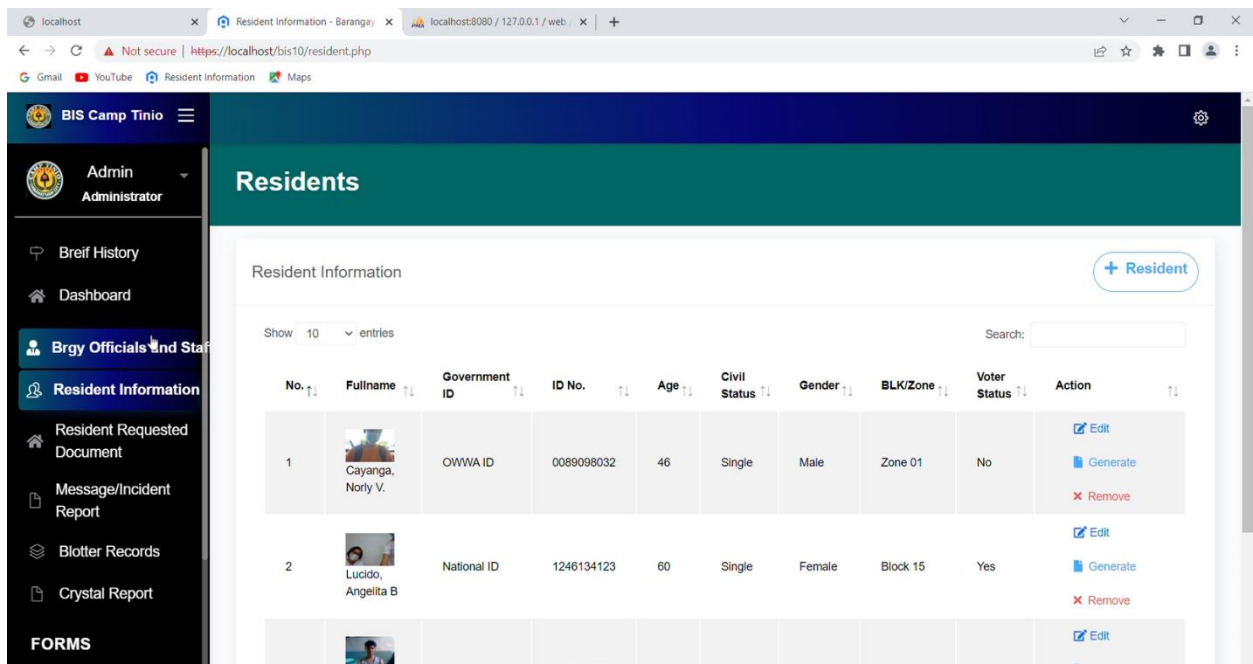 localhost
Resident Information - Barangay
localhost:8080 / 127.0.0.1 / web
Not secure | https://localhost/bis10/resident.php
Gmail YouTube Resident Information Maps
BIS Camp Tinio
Admin
Administrator
Breif History
Dashboard
Brgy Officials and Staf
Resident Information
Resident Requested
Document
Message/Incident
Report
Blotter Records
Crystal Report
FORMS
Residents
Resident Information
+ Resident
Show 10 entries
Search:
No. Fullname Government ID ID No. Age Civil Status Gender BLK/Zone Voter Status Action
1 Cayanga, Norly V. OWWA ID 0089098032 46 Single Male Zone 01 No
Edit
Generate
Remove
2 Lucido, Angelita B National ID 1246134123 60 Single Female Block 15 Yes
Edit
Generate
Remove
Edit